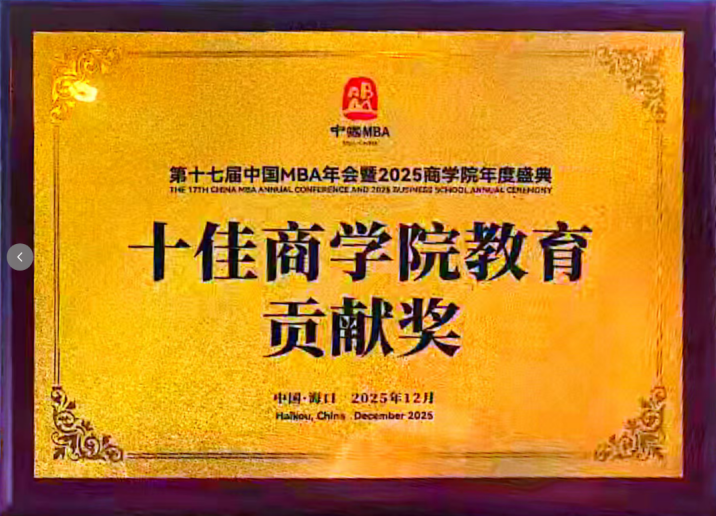 中国MBA
第十七届中国MBA年会暨2025商学院年度盛典
THE 17TH CHINA MBA ANNUAL CONFERENCE AND 2025 BUSINESS SCHOOL ANNUAL CEREMONY
十佳商学院教育
贡献奖
中国·海口 2025年12月
Haikou, China December 2025